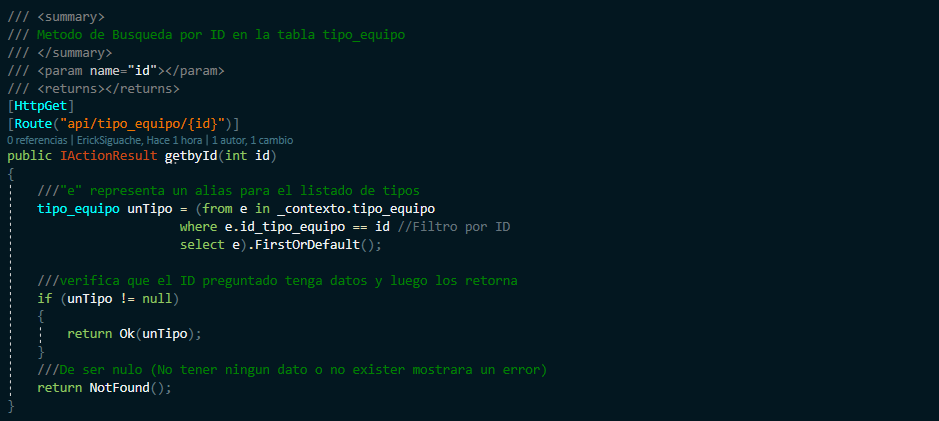 /// <summary>
/// Metodo de Busqueda por ID en la tabla tipo_equipo
/// </summary>
/// <param name="id"></param>
/// <returns></returns>
[HttpGet]
[Route("api/tipo_equipo/{id}")]
0 referencias | ErickSiguache, Hace 1 hora | 1 autor, 1 cambio
public IActionResult getbyId(int id)
{
///"e" representa un alias para el listado de tipos
tipo_equipo unTipo = (from e in _contexto.tipo_equipo
where e.id_tipo_equipo == id //Filtro por ID
select e).FirstOrDefault();
///verifica que el ID preguntado tenga datos y luego los retorna
if (unTipo != null)
{
return Ok(unTipo);
}
///De ser nulo (No tener ningun dato o no exister mostrara un error)
return NotFound();
}